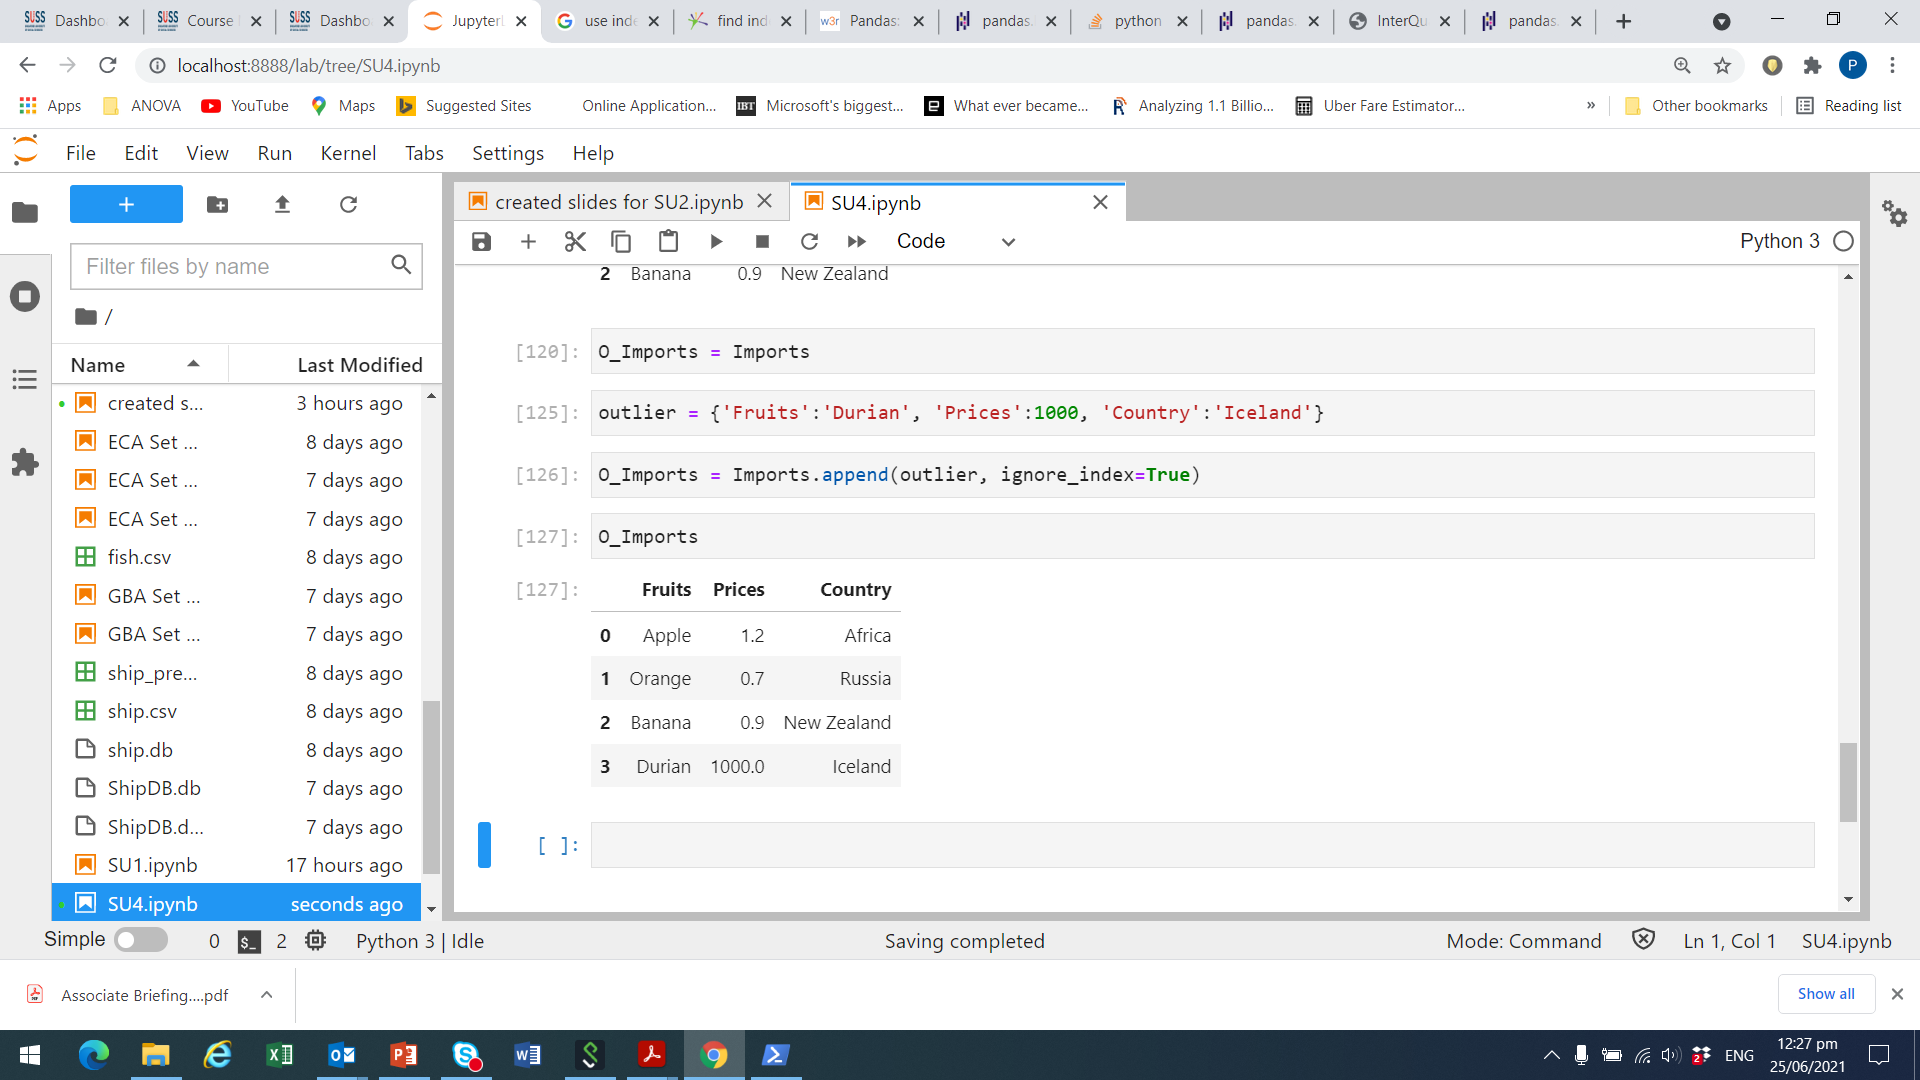 Dashbo
Course
Dashbo
Jupyter
use ind
find ind
w3r Pandas:
pandas.
python
pandas.
InterQu
pandas.
localhost:8888/lab/tree/SU4.ipynb
P
Apps
ANOVA
YouTube
Maps
Suggested Sites
Online Application...
IBT Microsoft's biggest...
What ever became...
Analyzing 1.1 Billio...
Uber Fare Estimator...
»
Other bookmarks
Reading list
File Edit View Run Kernel Tabs Settings Help
created slides for SU2.ipynb
SU4.ipynb
Code
Python 3
Filter files by name
/
Name Last Modified
created s... 3 hours ago
ECA Set ... 8 days ago
ECA Set ... 7 days ago
ECA Set ... 7 days ago
fish.csv 8 days ago
GBA Set ... 7 days ago
GBA Set ... 7 days ago
ship_pre... 8 days ago
ship.csv 8 days ago
ship.db 8 days ago
ShipDB.db 7 days ago
ShipDB.d... 7 days ago
SU1.ipynb 17 hours ago
SU4.ipynb seconds ago
2 Banana 0.9 New Zealand
[120]: O_Imports = Imports
[125]: outlier = {'Fruits':'Durian', 'Prices':1000, 'Country':'Iceland'}
[126]: O_Imports = Imports.append(outlier, ignore_index=True)
[127]: O_Imports
[127]: Fruits Prices Country
0 Apple 1.2 Africa
1 Orange 0.7 Russia
2 Banana 0.9 New Zealand
3 Durian 1000.0 Iceland
[ ]:
Simple 0 $_ 2 Python 3 | Idle Saving completed Mode: Command Ln 1, Col 1 SU4.ipynb
Associate Briefing....pdf
Show all
ENG
12:27 pm
25/06/2021